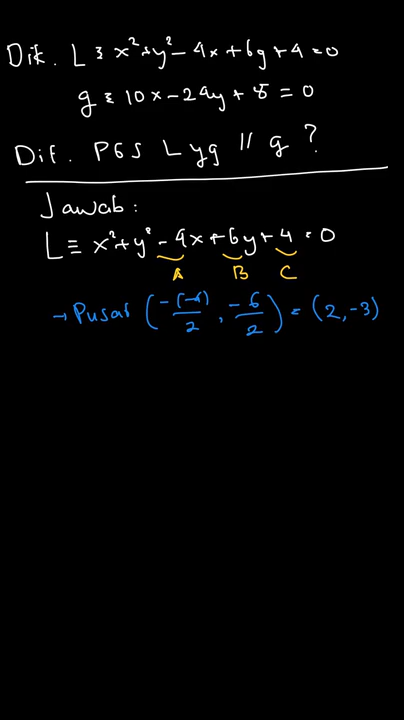 Dik. L ≡ x² + y² - 4x + 6y + 4 = 0
g ≡ 10x - 24y + 8 = 0
Dit. PGS L yg // g ?
Jawab:
L ≡ x² + y² - 4x + 6y + 4 = 0
A B C
→ Pusat (-(-4)/2, -6/2) = (2, -3)